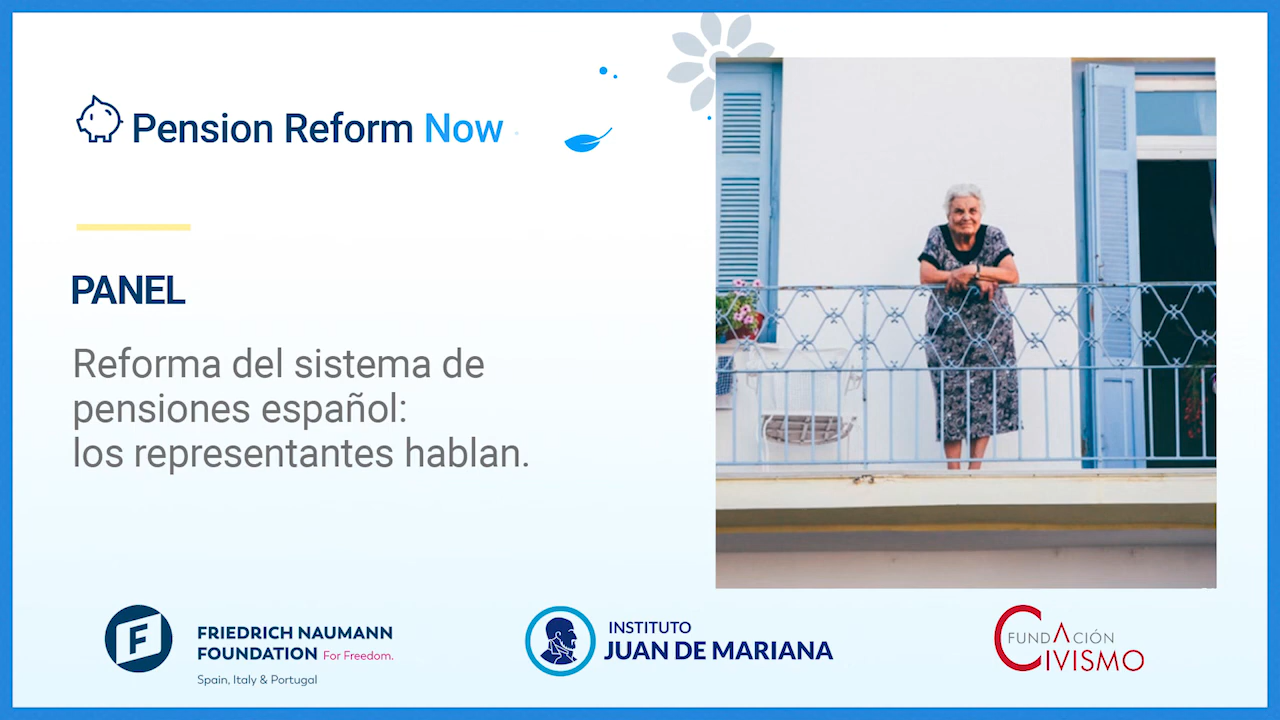 Pension Reform Now
PANEL
Reforma del sistema de
pensiones español:
los representantes hablan.
F
FRIEDRICH NAUMANN
FOUNDATION For Freedom.
Spain, Italy & Portugal
INSTITUTO
JUAN DE MARIANA
FUNDACIÓN
CIVISMO